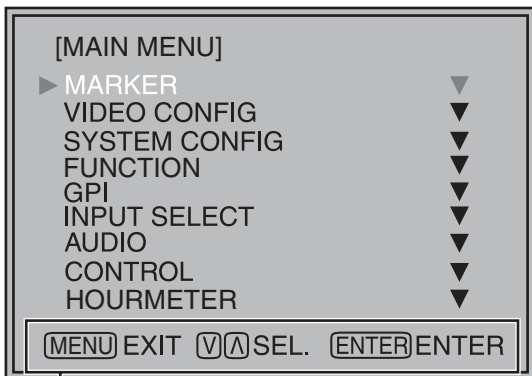 [MAIN MENU]
▶ MARKER ▼
VIDEO CONFIG ▼
SYSTEM CONFIG ▼
FUNCTION ▼
GPI ▼
INPUT SELECT ▼
AUDIO ▼
CONTROL ▼
HOURMETER ▼
MENU EXIT V Λ SEL. ENTER ENTER